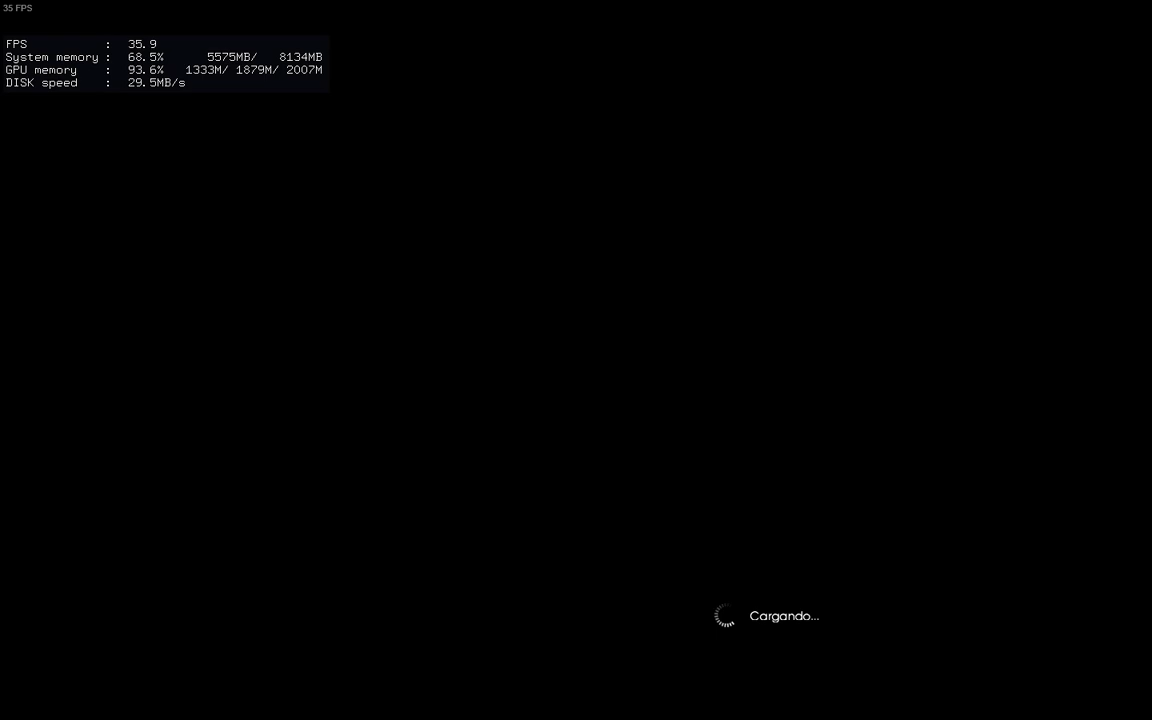 35 FPS
FPS : 35.9
System memory : 68.5% 5575MB/ 8134MB
GPU memory : 93.6% 1333M/ 1879M/ 2007M
DISK speed : 29.5MB/s
Cargando...